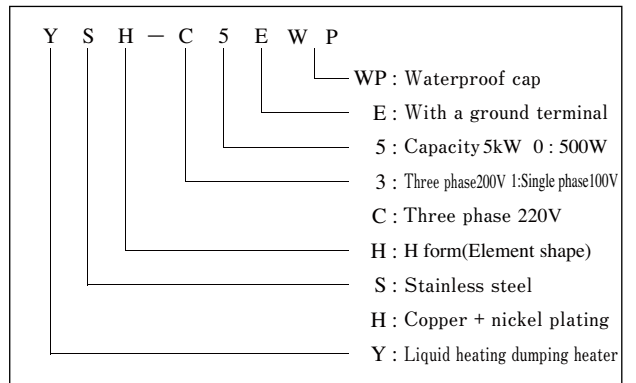 Y S H － C 5 E W P
WP : Waterproof cap
E : With a ground terminal
5 : Capacity 5kW 0 : 500W
3 : Three phase200V 1:Single phase100V
C : Three phase 220V
H : H form(Element shape)
S : Stainless steel
H : Copper + nickel plating
Y : Liquid heating dumping heater